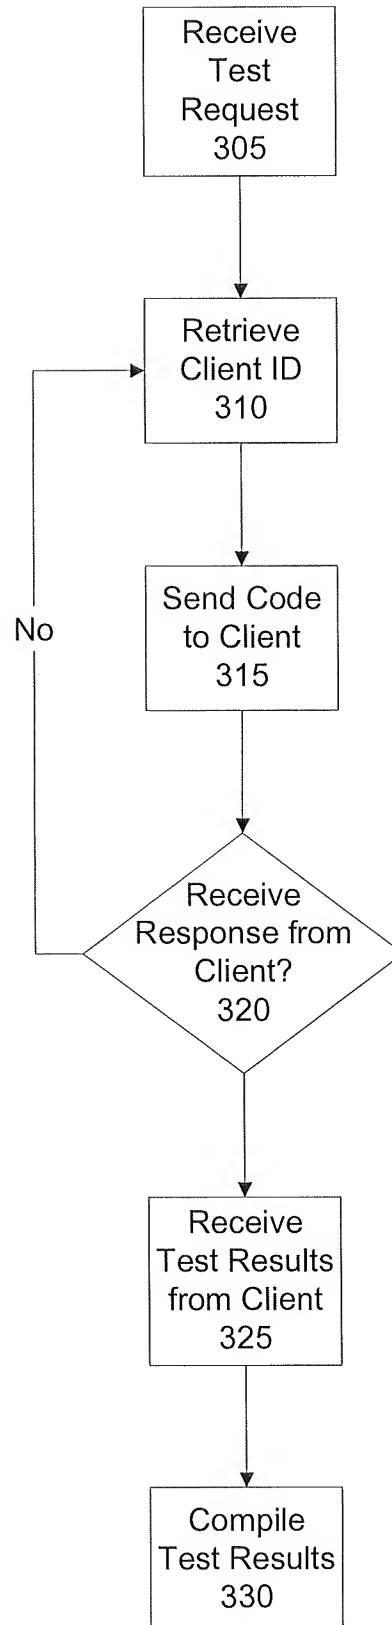 Receive
Test
Request
305
Retrieve
Client ID
310
Send Code
to Client
315
No
Receive
Response from
Client?
320
Receive
Test Results
from Client
325
Compile
Test Results
330